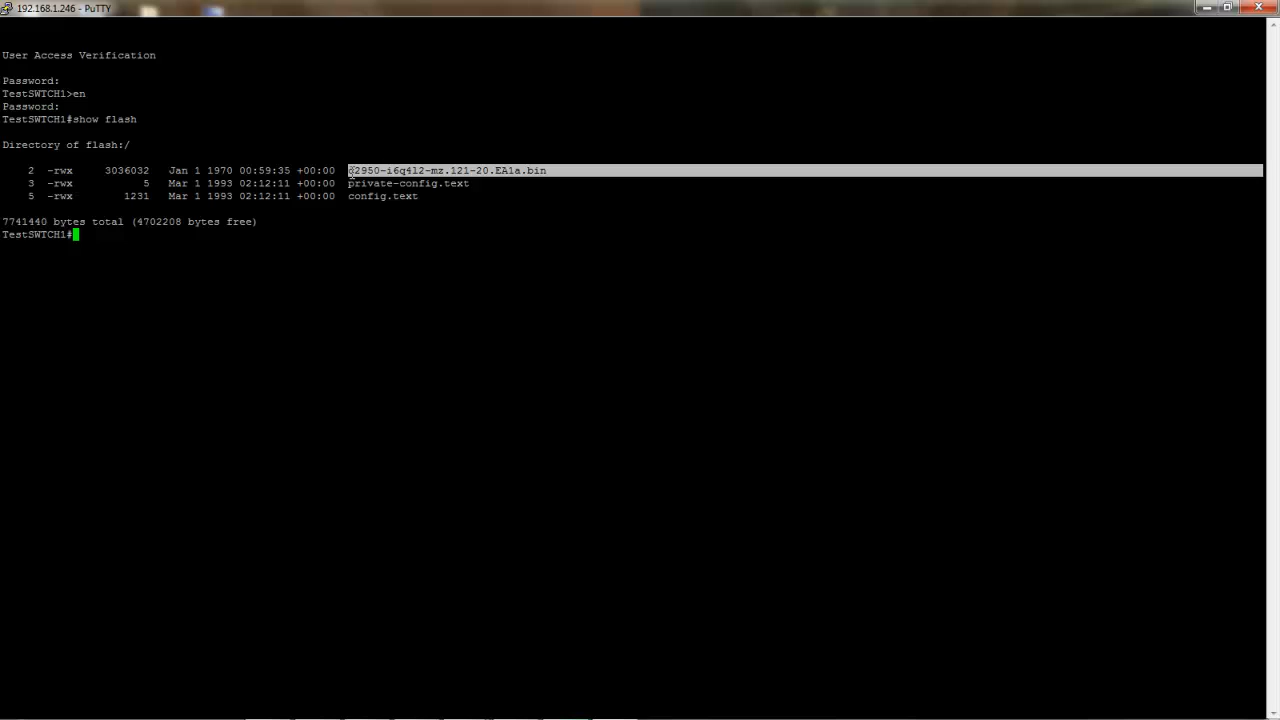 192.168.1.246 - PuTTY
User Access Verification
Password:
TestSWTCH1>en
Password:
TestSWTCH1#show flash
Directory of flash:/
2 -rwx 3036032 Jan 1 1970 00:59:35 +00:00 c2950-i6q4l2-mz.121-20.EA1a.bin
3 -rwx 5 Mar 1 1993 02:12:11 +00:00 private-config.text
5 -rwx 1231 Mar 1 1993 02:12:11 +00:00 config.text
7741440 bytes total (4702208 bytes free)
TestSWTCH1#